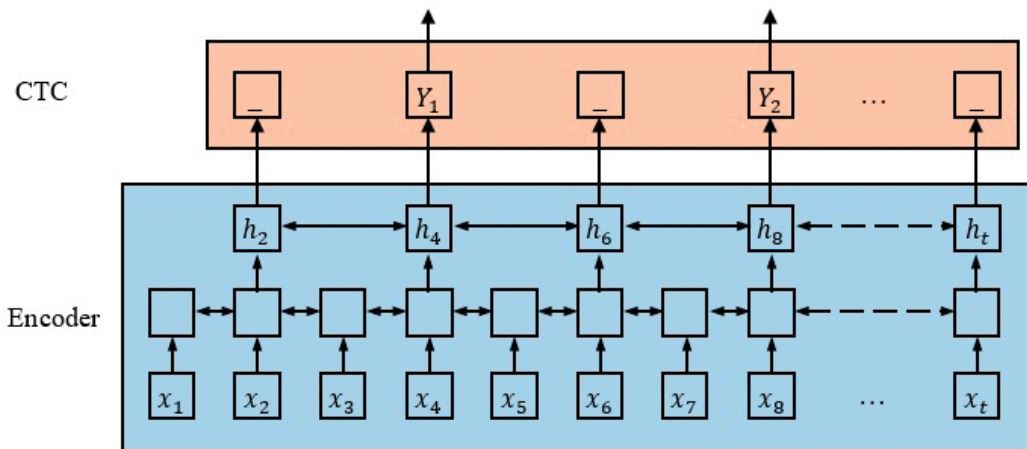 CTC
_ Y₁ _ Y₂ … _
h₂ h₄ h₆ h₈ hₜ
Encoder
x₁ x₂ x₃ x₄ x₅ x₆ x₇ x₈ … xₜ